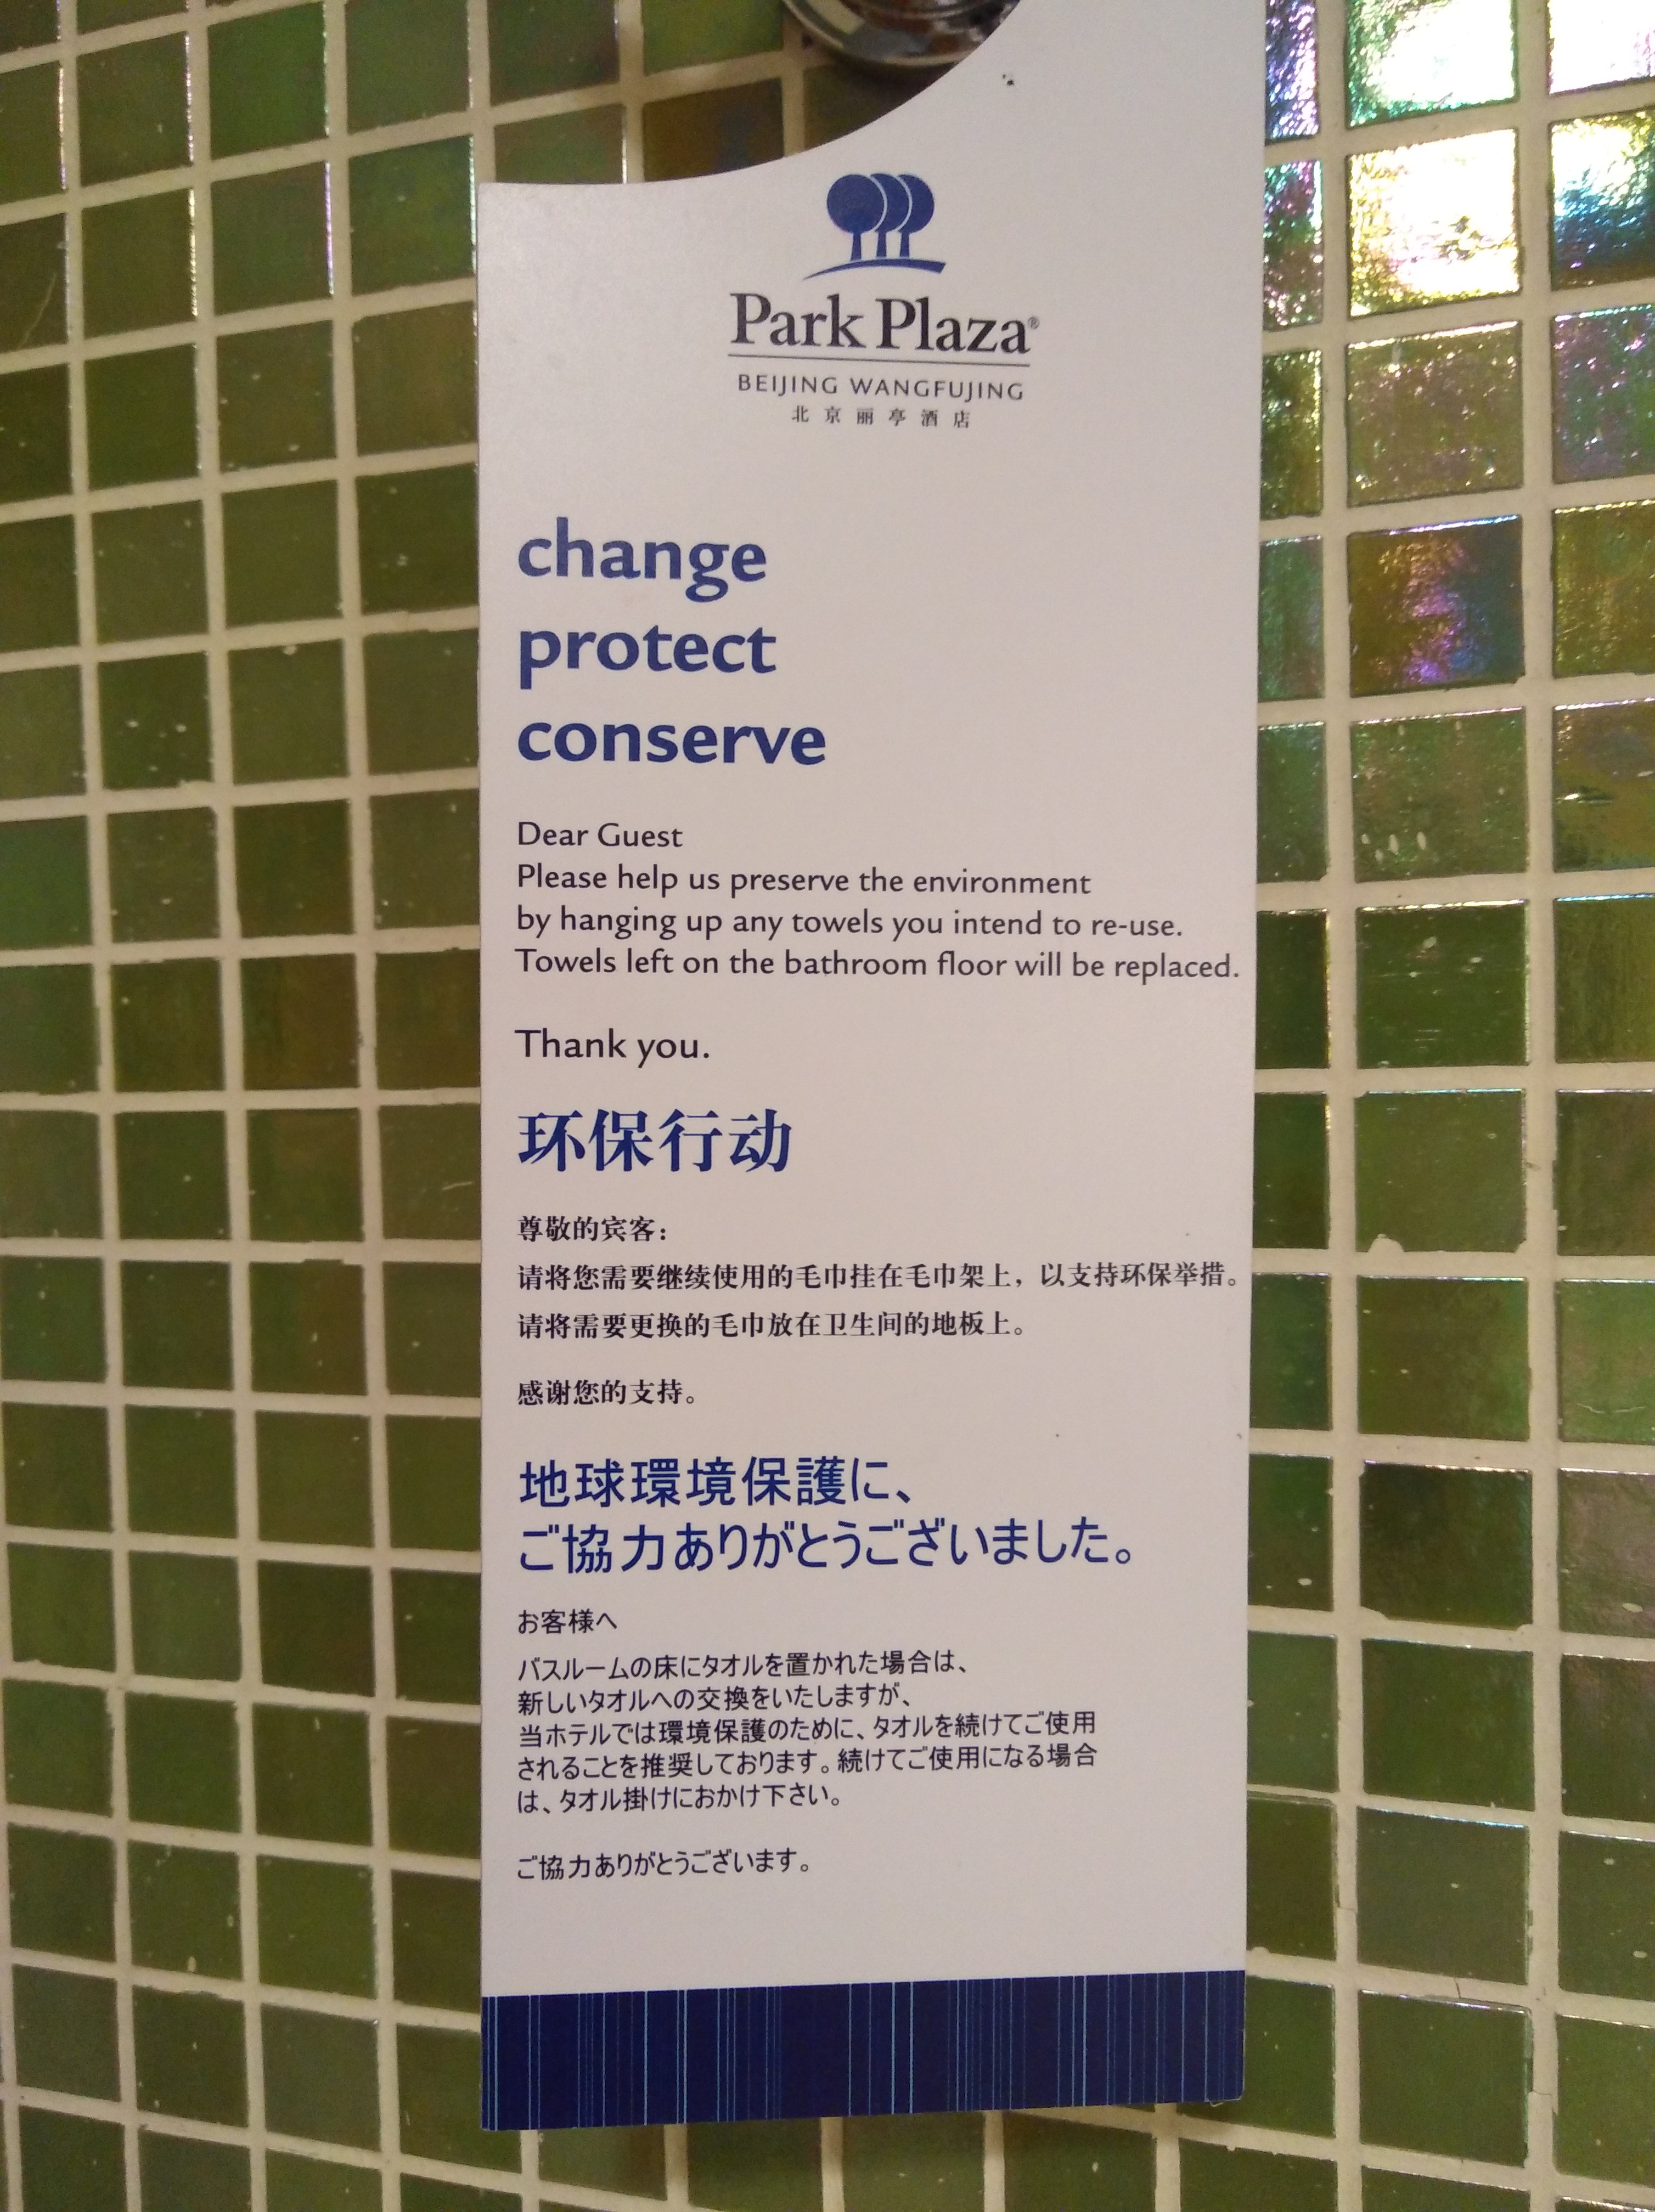 Park Plaza®
BEIJING WANGFUJING
北京丽亭酒店
change
protect
conserve
Dear Guest
Please help us preserve the environment
by hanging up any towels you intend to re-use.
Towels left on the bathroom floor will be replaced.
Thank you.
环保行动
尊敬的宾客：
请将您需要继续使用的毛巾挂在毛巾架上，以支持环保举措。
请将需要更换的毛巾放在卫生间的地板上。
感谢您的支持。
地球環境保護に、
ご協力ありがとうございました。
お客様へ
バスルームの床にタオルを置かれた場合は、
新しいタオルへの交換をいたしますが、
当ホテルでは環境保護のために、タオルを続けてご使用
されることを推奨しております。続けてご使用になる場合
は、タオル掛けにおかけ下さい。
ご協力ありがとうございます。